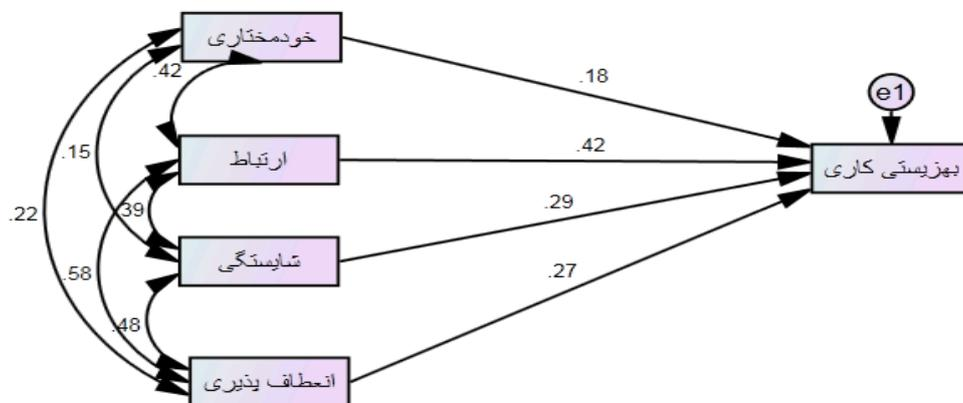 خودمختاری
.42
.18
e1
.15
ارتباط
.42
بهزیستی کاری
.22
.39
.29
شایستگی
.58
.27
.48
انعطاف پذیری